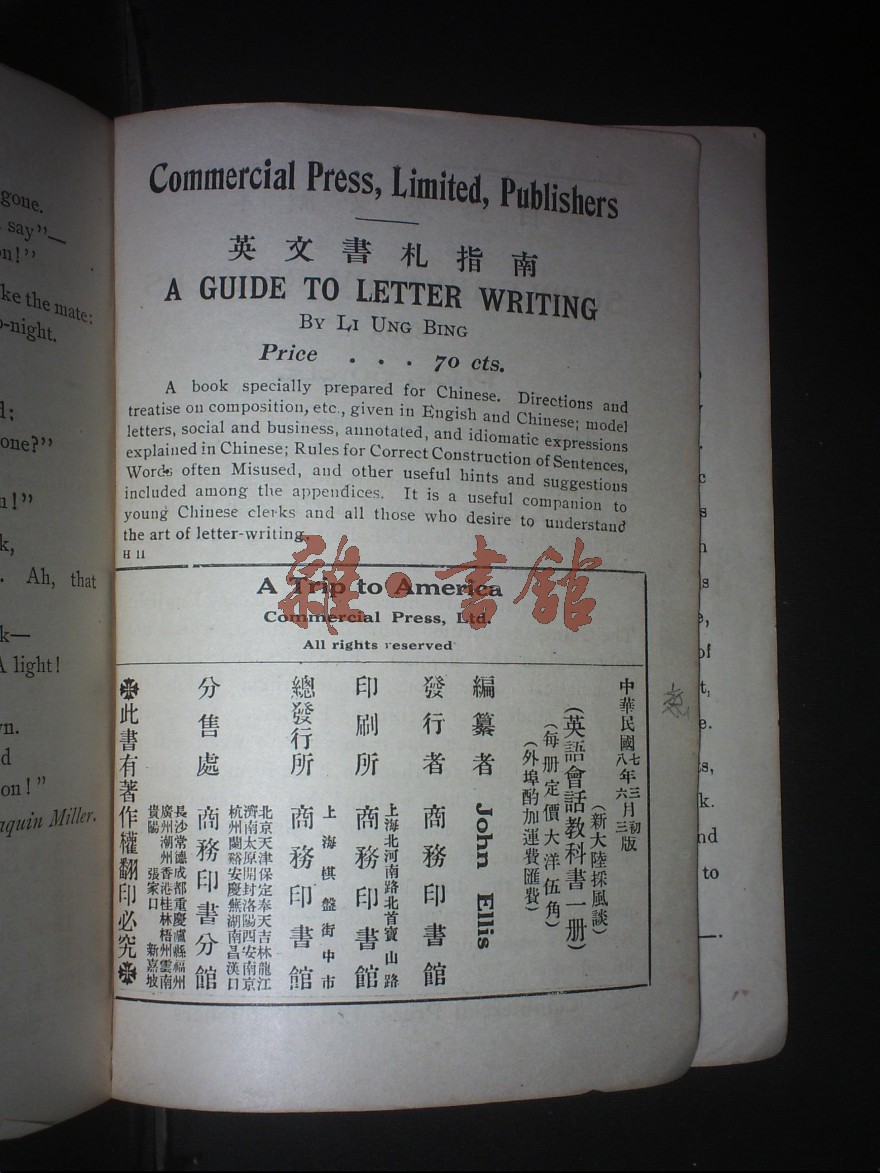 gone.
say"—
on!"
ke the mate:
-night.
d:
one?"
n!"
k,
. Ah, that
k—
A light!
wn.
d
on!"
aquin Miller.
Commercial Press, Limited, Publishers
英文書札指南
A GUIDE TO LETTER WRITING
BY LI UNG BING
Price . . . 70 cts.
A book specially prepared for Chinese. Directions and
treatise on composition, etc., given in Engish and Chinese; model
letters, social and business, annotated, and idiomatic expressions
explained in Chinese; Rules for Correct Construction of Sentences,
Words often Misused, and other useful hints and suggestions
included among the appendices. It is a useful companion to
young Chinese clerks and all those who desire to understand
the art of letter-writing.
H 11
雜·書館
A Trip to America
Commercial Press, Ltd.
All rights reserved
中華民國七年三月初版
八年六三
(新大陸採風談)
(英語會話教科書一册)
(每册定價大洋伍角)
(外埠酌加運費匯費)
編纂者 John Ellis
發行者 商務印書館
上海北河南路北首寶山路
印刷所 商務印書館
上海棋盤街中市
總發行所 商務印書館
北京天津保定奉天吉林龍江
濟南太原開封洛陽西安南京
杭州蘭谿安慶蕪湖南昌漢口
分售處 商務印書分館
長沙常德成都重慶瀘縣福州
廣州潮州香港桂林梧州雲南
貴陽 張家口 新嘉坡
此書有著作權翻印必究
c
s
n
s
e,
of
t,
e.
s,
k.
nd
to
—.